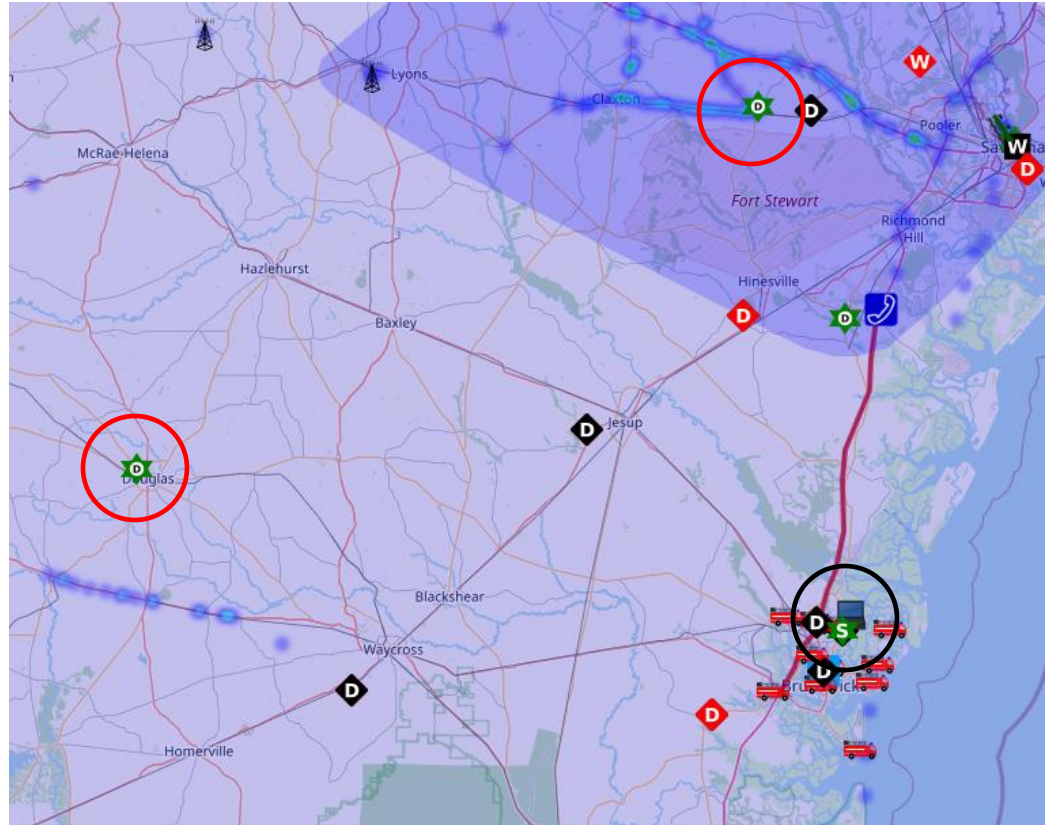 Lyons
Claxton
D
D
W
Pooler
W
D
McRae-Helena
Fort Stewart
Richmond
Hill
Hazlehurst
Hinesville
D
D
Baxley
Jesup
D
D
Douglas
Blackshear
D
S
Waycross
D
D
D
Homerville